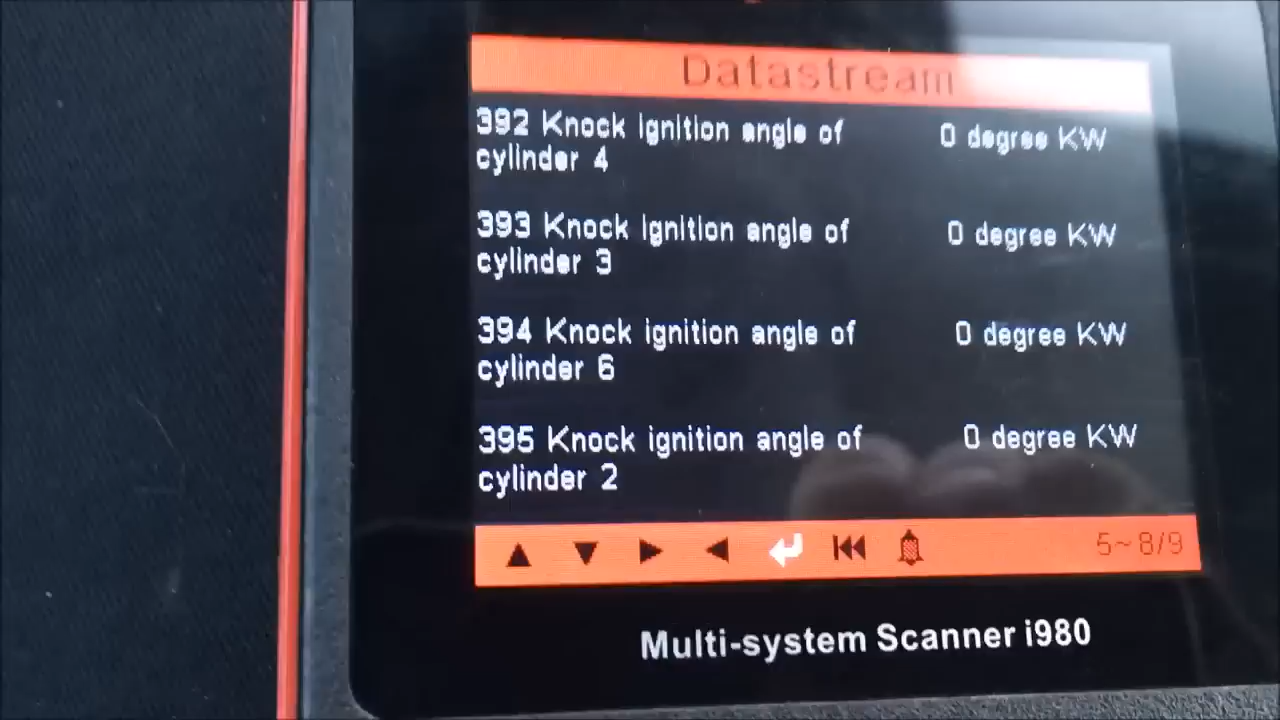 Datastream
392 Knock ignition angle of 0 degree KW
cylinder 4
393 Knock ignition angle of 0 degree KW
cylinder 3
394 Knock ignition angle of 0 degree KW
cylinder 6
395 Knock ignition angle of 0 degree KW
cylinder 2
5~8/9
Multi-system Scanner i980